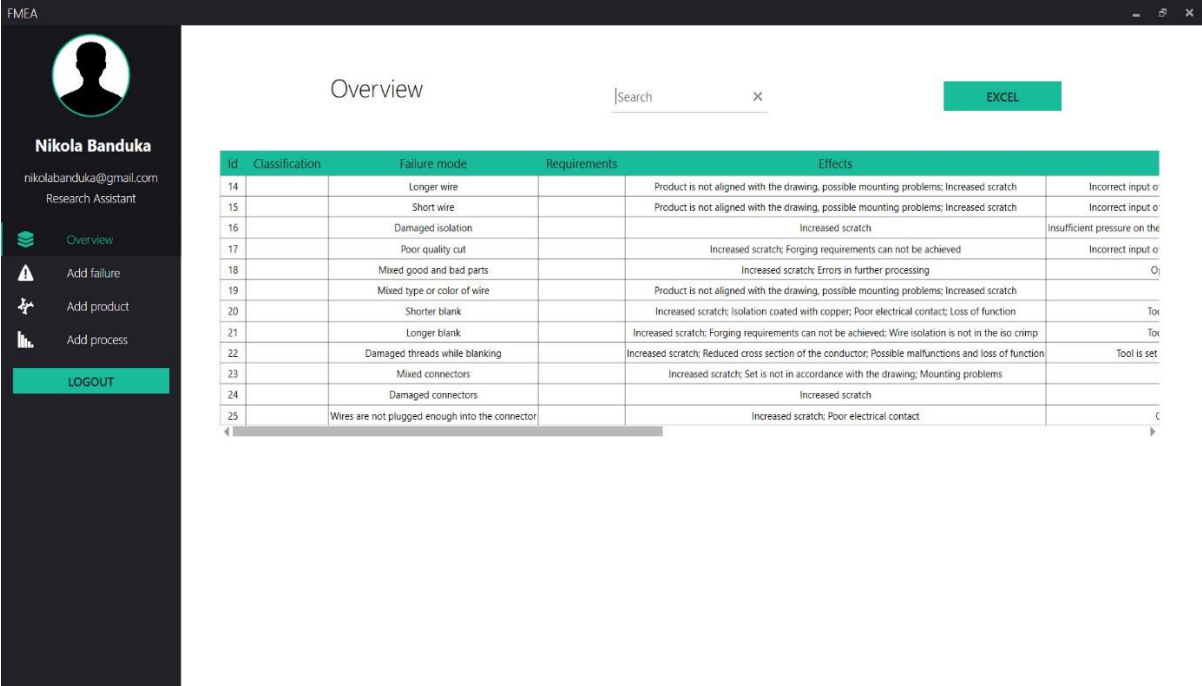 FMEA
Nikola Banduka
nikolabanduka@gmail.com
Research Assistant
Overview
Add failure
Add product
Add process
LOGOUT
Overview
Search
EXCEL
Id Classification Failure mode Requirements Effects
14 Longer wire Product is not aligned with the drawing, possible mounting problems; Increased scratch Incorrect input
15 Short wire Product is not aligned with the drawing, possible mounting problems; Increased scratch Incorrect input
16 Damaged isolation Increased scratch Insufficient pressure on the
17 Poor quality cut Increased scratch; Forging requirements can not be achieved Incorrect input
18 Mixed good and bad parts Increased scratch; Errors in further processing
19 Mixed type or color of wire Product is not aligned with the drawing, possible mounting problems; Increased scratch
20 Shorter blank Increased scratch; Isolation coated with copper; Poor electrical contact; Loss of function
21 Longer blank Increased scratch; Forging requirements can not be achieved; Wire isolation is not in the iso crimp
22 Damaged threads while blanking Increased scratch; Reduced cross section of the conductor; Possible malfunctions and loss of function Tool is set
23 Mixed connectors Increased scratch; Set is not in accordance with the drawing; Mounting problems
24 Damaged connectors Increased scratch
25 Wires are not plugged enough into the connector Increased scratch; Poor electrical contact